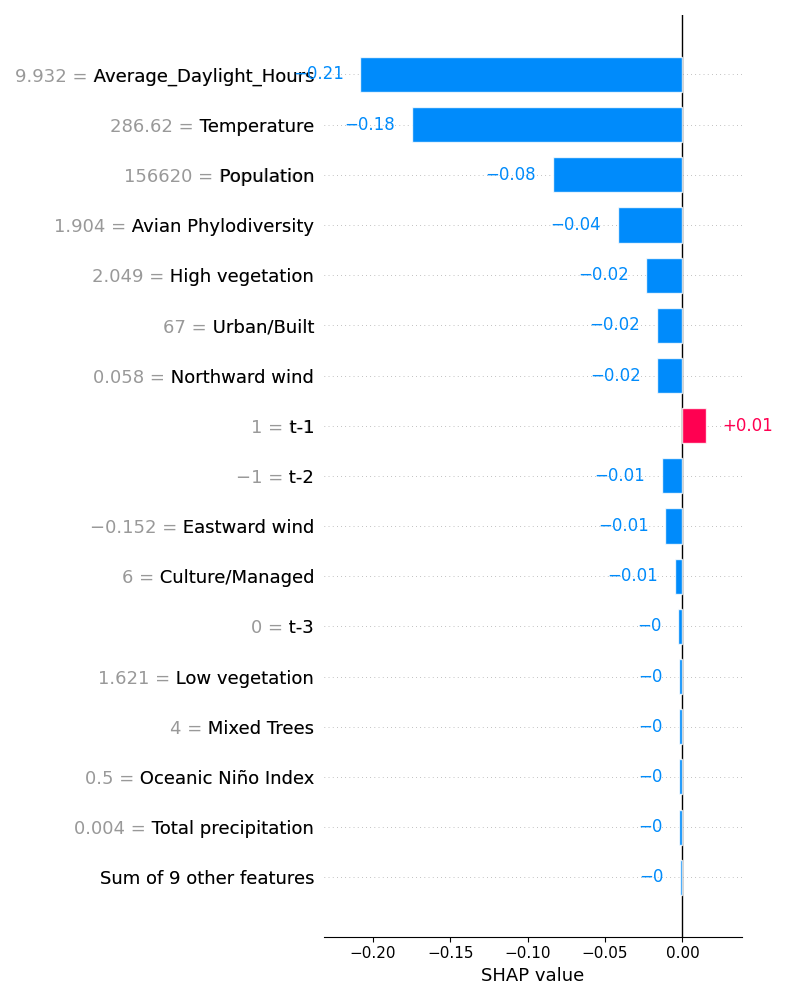 9.932 = Average_Daylight_Hours −0.21
286.62 = Temperature −0.18
156620 = Population −0.08
1.904 = Avian Phylodiversity −0.04
2.049 = High vegetation −0.02
67 = Urban/Built −0.02
0.058 = Northward wind −0.02
1 = t-1 +0.01
−1 = t-2 −0.01
−0.152 = Eastward wind −0.01
6 = Culture/Managed −0.01
0 = t-3 −0
1.621 = Low vegetation −0
4 = Mixed Trees −0
0.5 = Oceanic Niño Index −0
0.004 = Total precipitation −0
Sum of 9 other features −0
−0.20 −0.15 −0.10 −0.05 0.00
SHAP value